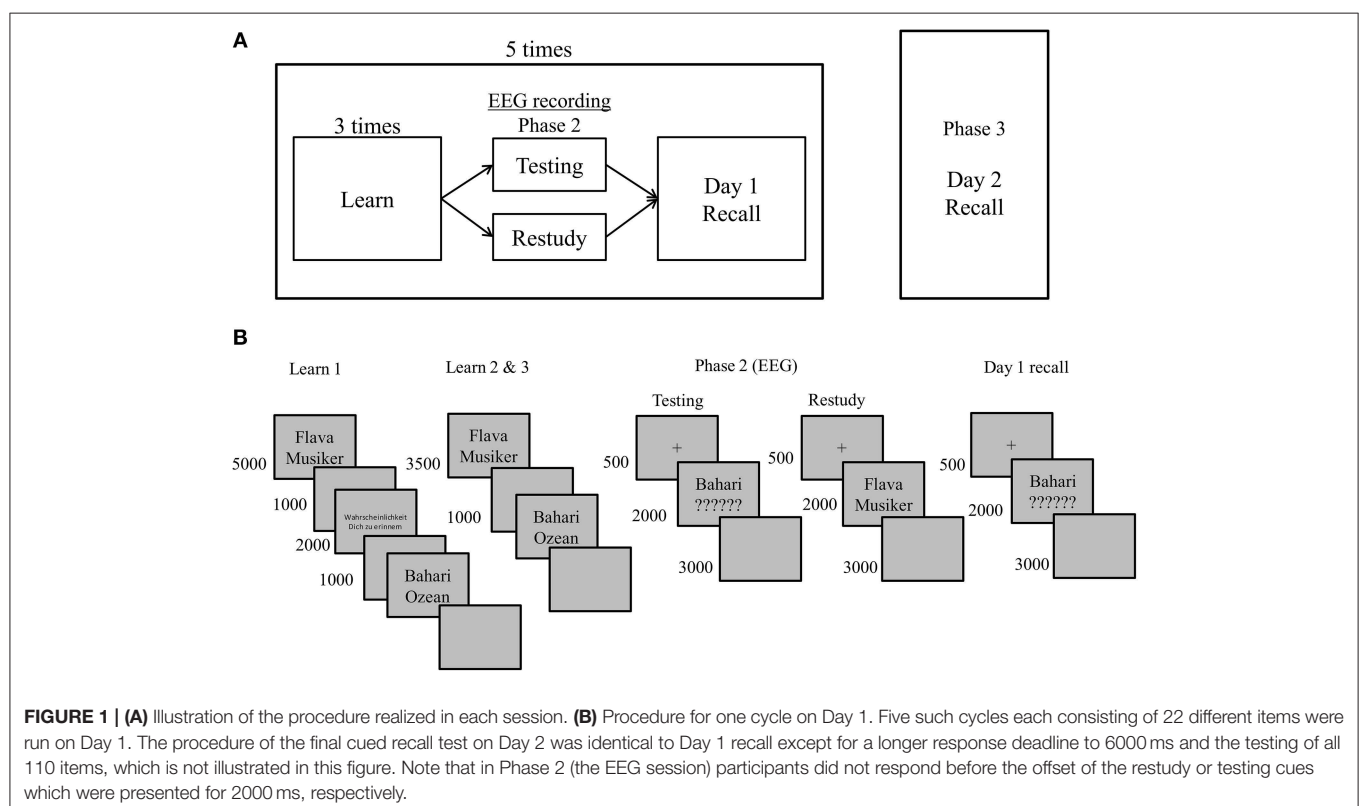 A
5 times
EEG recording
Phase 2
3 times
Learn
Testing
Restudy
Day 1
Recall
Phase 3
Day 2
Recall
B
Learn 1
Learn 2 & 3
Phase 2 (EEG)
Day 1 recall
Testing
Restudy
Flava
Musiker
5000
1000
Wahrscheinlichkeit
Dich zu erinnern
2000
1000
Bahari
Ozean
Flava
Musiker
3500
1000
Bahari
Ozean
+
500
Bahari
??????
2000
3000
+
500
Flava
Musiker
2000
3000
+
500
Bahari
??????
2000
3000
FIGURE 1 | (A) Illustration of the procedure realized in each session. (B) Procedure for one cycle on Day 1. Five such cycles each consisting of 22 different items were
run on Day 1. The procedure of the final cued recall test on Day 2 was identical to Day 1 recall except for a longer response deadline to 6000 ms and the testing of all
110 items, which is not illustrated in this figure. Note that in Phase 2 (the EEG session) participants did not respond before the offset of the restudy or testing cues
which were presented for 2000 ms, respectively.